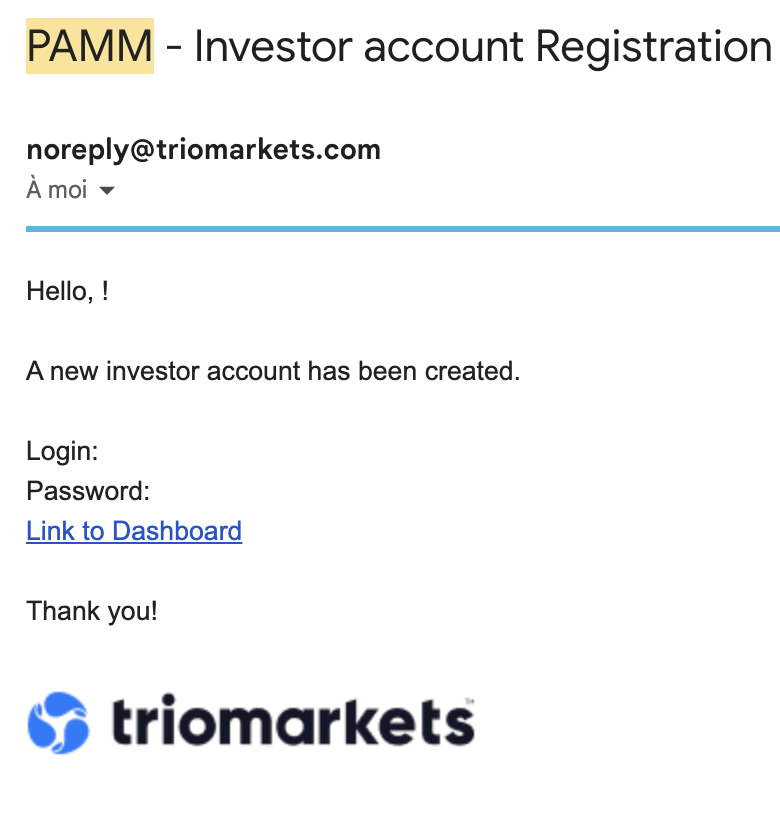 PAMM - Investor account Registration
noreply@triomarkets.com
À moi
Hello, !
A new investor account has been created.
Login:
Password:
Link to Dashboard
Thank you!
triomarkets™